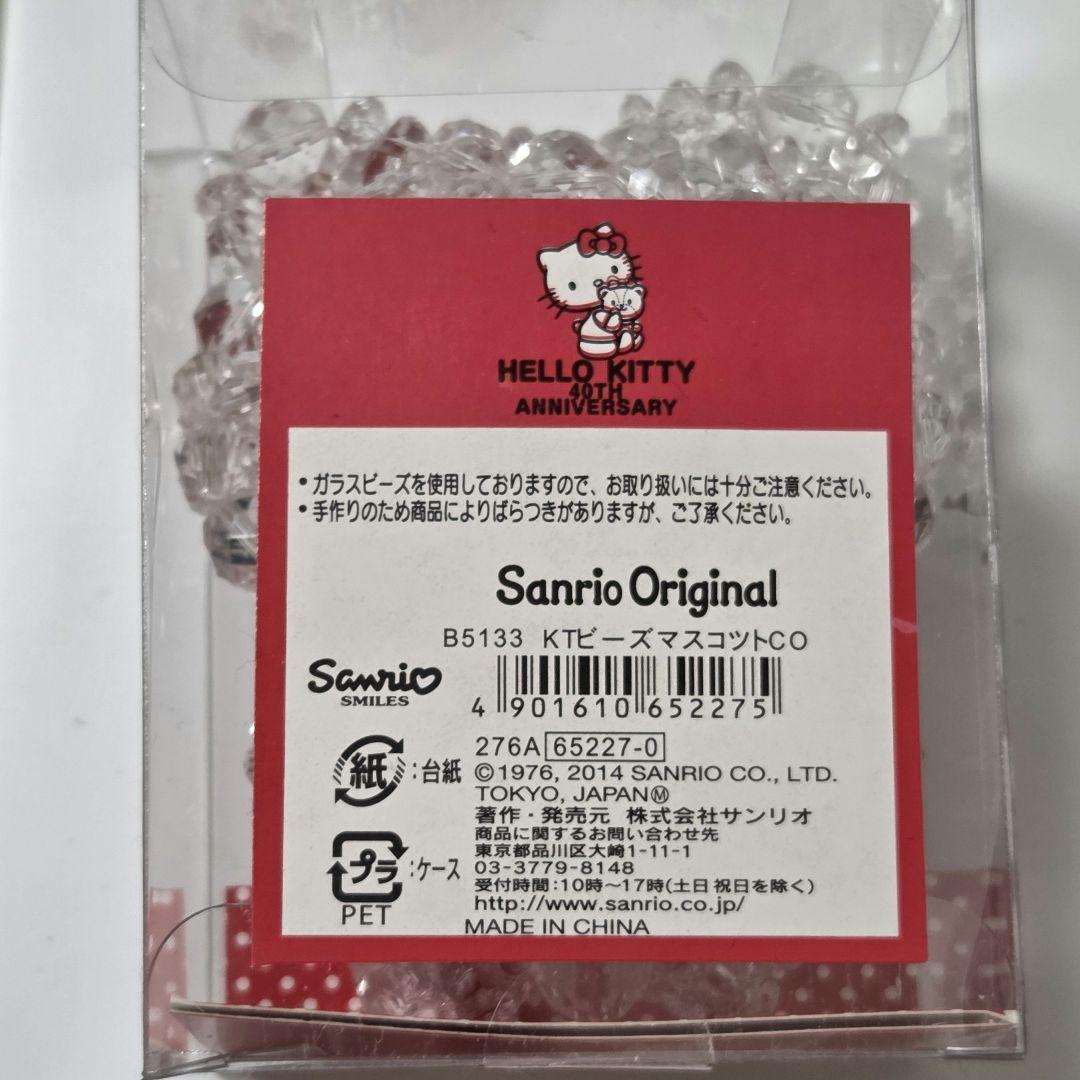 HELLO KITTY
40TH
ANNIVERSARY
・ガラスビーズを使用しておりますので、お取り扱いには十分ご注意ください。
・手作りのため商品によりばらつきがありますが、ご了承ください。
Sanrio Original
B5133 KTビーズマスコツトCO
Sanrio
SMILES
4 901610 652275
276A 65227-0
紙:台紙
©1976, 2014 SANRIO CO., LTD.
TOKYO, JAPANⓂ
著作・発売元 株式会社サンリオ
商品に関するお問い合わせ先
東京都品川区大崎1-11-1
プラ:ケース
PET
03-3779-8148
受付時間:10時〜17時(土日祝日を除く)
http://www.sanrio.co.jp/
MADE IN CHINA